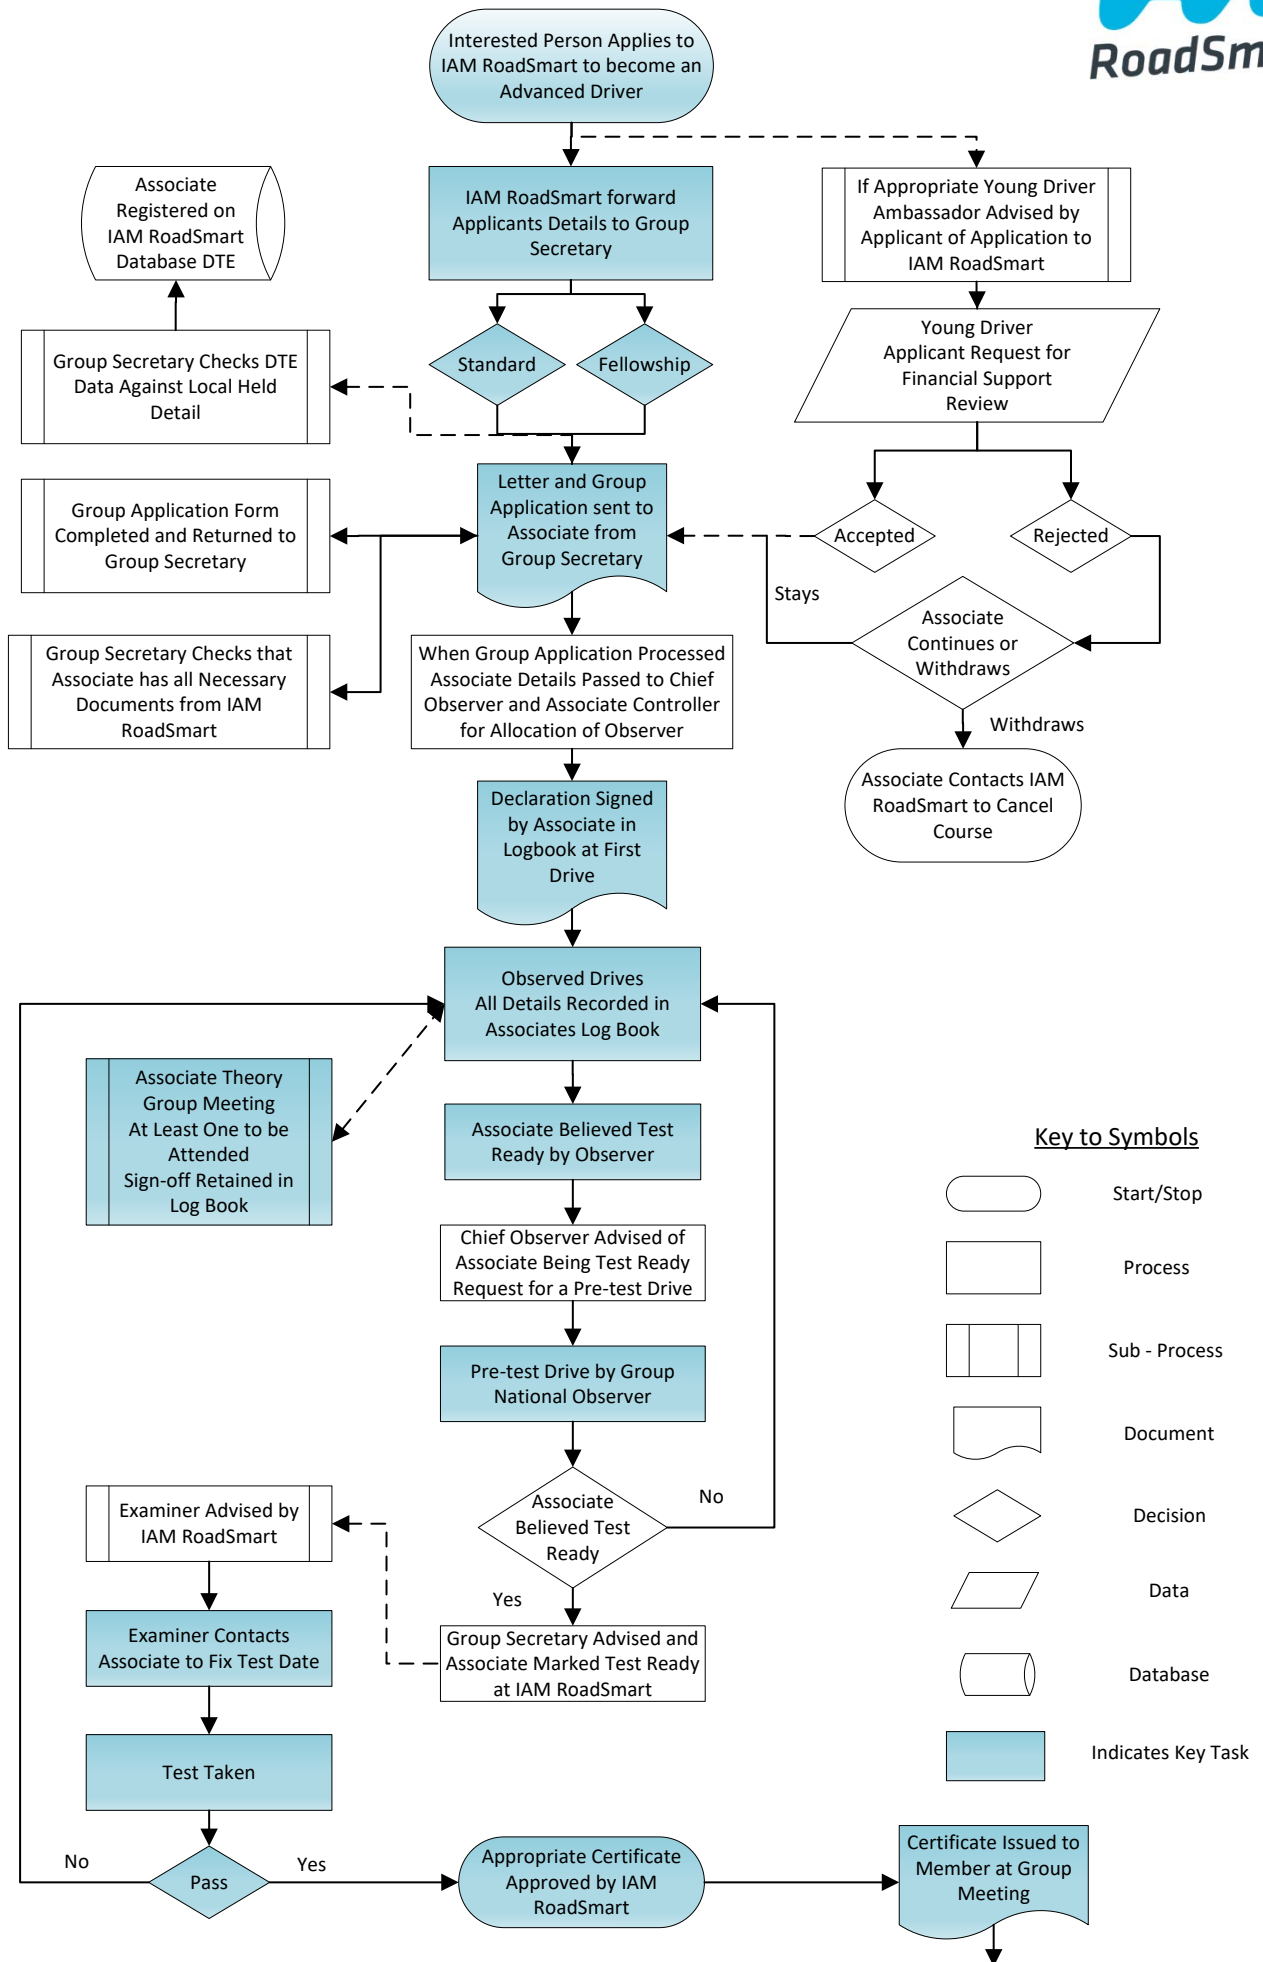 RoadSm
Interested Person Applies to
IAM RoadSmart to become an
Advanced Driver
Associate
Registered on
IAM RoadSmart
Database DTE
IAM RoadSmart forward
Applicants Details to Group
Secretary
If Appropriate Young Driver
Ambassador Advised by
Applicant of Application to
IAM RoadSmart
Group Secretary Checks DTE
Data Against Local Held
Detail
Standard
Fellowship
Young Driver
Applicant Request for
Financial Support
Review
Group Application Form
Completed and Returned to
Group Secretary
Letter and Group
Application sent to
Associate from
Group Secretary
Accepted
Rejected
Stays
Associate
Continues or
Withdraws
Group Secretary Checks that
Associate has all Necessary
Documents from IAM
RoadSmart
When Group Application Processed
Associate Details Passed to Chief
Observer and Associate Controller
for Allocation of Observer
Withdraws
Associate Contacts IAM
RoadSmart to Cancel
Course
Declaration Signed
by Associate in
Logbook at First
Drive
Observed Drives
All Details Recorded in
Associates Log Book
Associate Theory
Group Meeting
At Least One to be
Attended
Sign-off Retained in
Log Book
Associate Believed Test
Ready by Observer
Chief Observer Advised of
Associate Being Test Ready
Request for a Pre-test Drive
Pre-test Drive by Group
National Observer
Associate
Believed Test
Ready
No
Yes
Examiner Advised by
IAM RoadSmart
Group Secretary Advised and
Associate Marked Test Ready
at IAM RoadSmart
Examiner Contacts
Associate to Fix Test Date
Test Taken
Pass
No
Yes
Appropriate Certificate
Approved by IAM
RoadSmart
Certificate Issued to
Member at Group
Meeting
Key to Symbols
Start/Stop
Process
Sub - Process
Document
Decision
Data
Database
Indicates Key Task